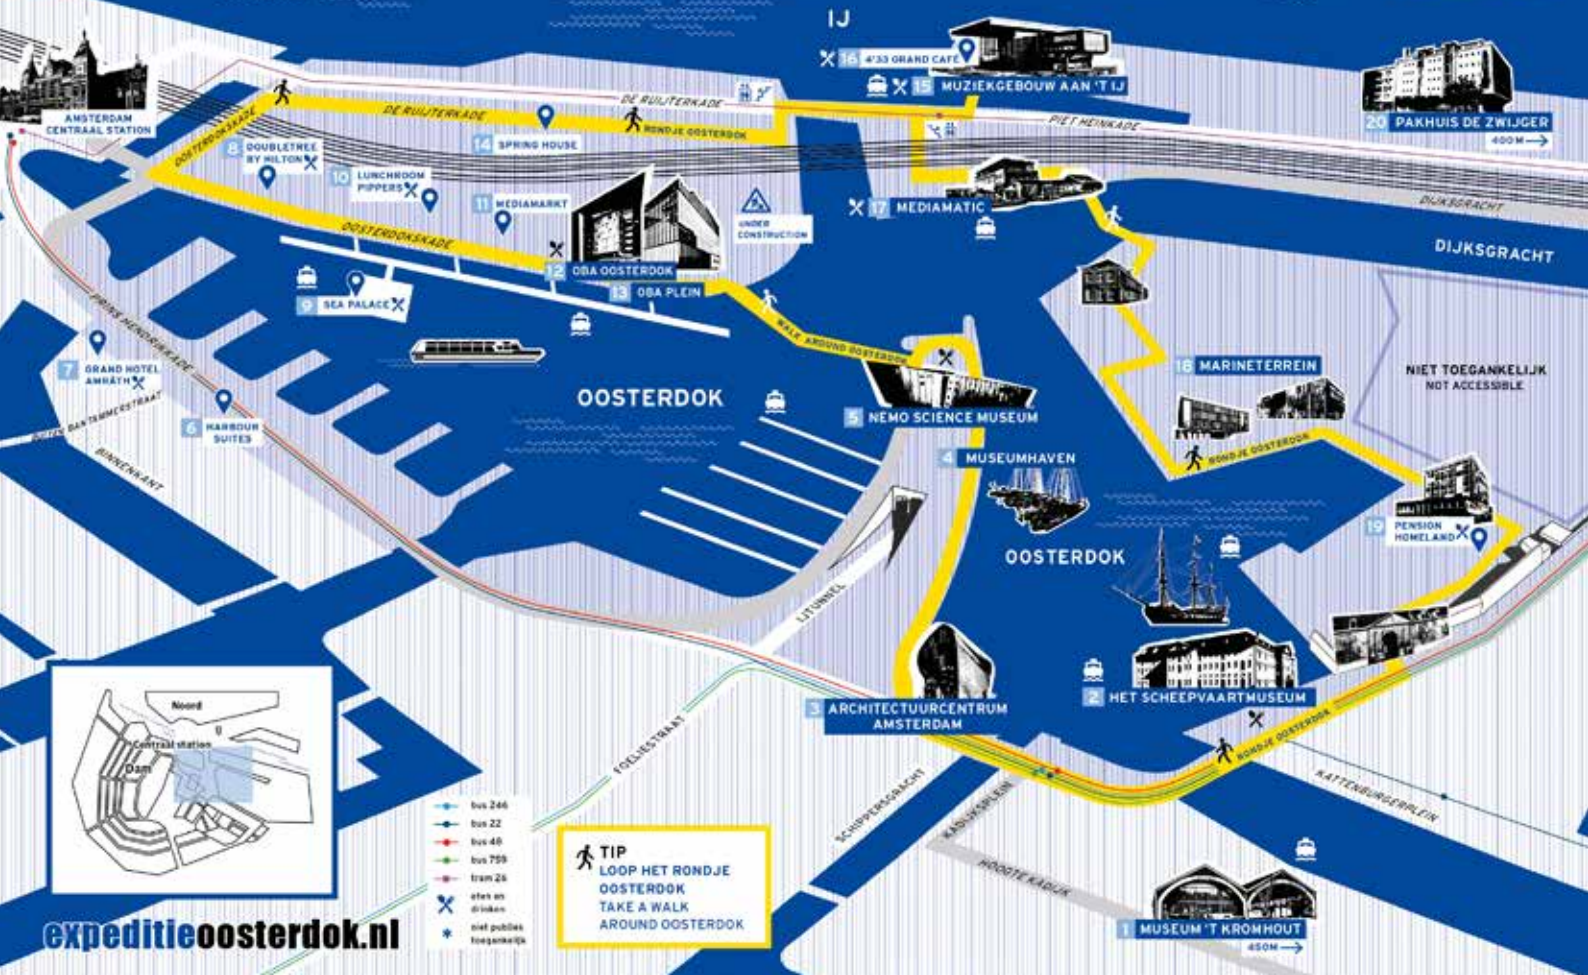 IJ
16 4'33 GRAND CAFÉ
15 MUZIEKGEBOUW AAN 'T IJ
20 PAKHUIS DE ZWIJGER
400M
AMSTERDAM
CENTRAAL STATION
OOSTERDOKSKADE
DE RUIJTERKADE
DE RUIJTERKADE
RONDJE OOSTERDOK
PIET HEINKADE
14 SPRING HOUSE
8 DOUBLETREE
BY HILTON
10 LUNCHROOM
PIPPERS
11 MEDIAMARKT
UNDER
CONSTRUCTION
17 MEDIAMATIC
DIJKSGRACHT
DIJKSGRACHT
OOSTERDOKSKADE
12 OBA OOSTERDOK
13 OBA PLEIN
9 SEA PALACE
PRINS HENDRIKKADE
WALK AROUND OOSTERDOK
18 MARINETERREIN
NIET TOEGANKELIJK
NOT ACCESSIBLE
7 GRAND HOTEL
AMRÂTH
BUITEN BANTAMMERSTRAAT
6 HARBOUR
SUITES
BINNENKANT
OOSTERDOK
5 NEMO SCIENCE MUSEUM
4 MUSEUMHAVEN
RONDJE OOSTERDOK
19 PENSION
HOMELAND
OOSTERDOK
IJTUNNEL
2 HET SCHEEPVAARTMUSEUM
3 ARCHITECTUURCENTRUM
AMSTERDAM
RONDJE OOSTERDOK
FOELIESTRAAT
SCHIPPERSGRACHT
KADIJKSPLEIN
KATTENBURGERPLEIN
HOOGTE KADIJK
1 MUSEUM 'T KROMHOUT
450M
Noord
IJ
Centraal station
Dam
bus 246
bus 22
bus 48
bus 759
tram 26
eten en
drinken
niet publiek
toegankelijk
TIP
LOOP HET RONDJE
OOSTERDOK
TAKE A WALK
AROUND OOSTERDOK
expeditieoosterdok.nl